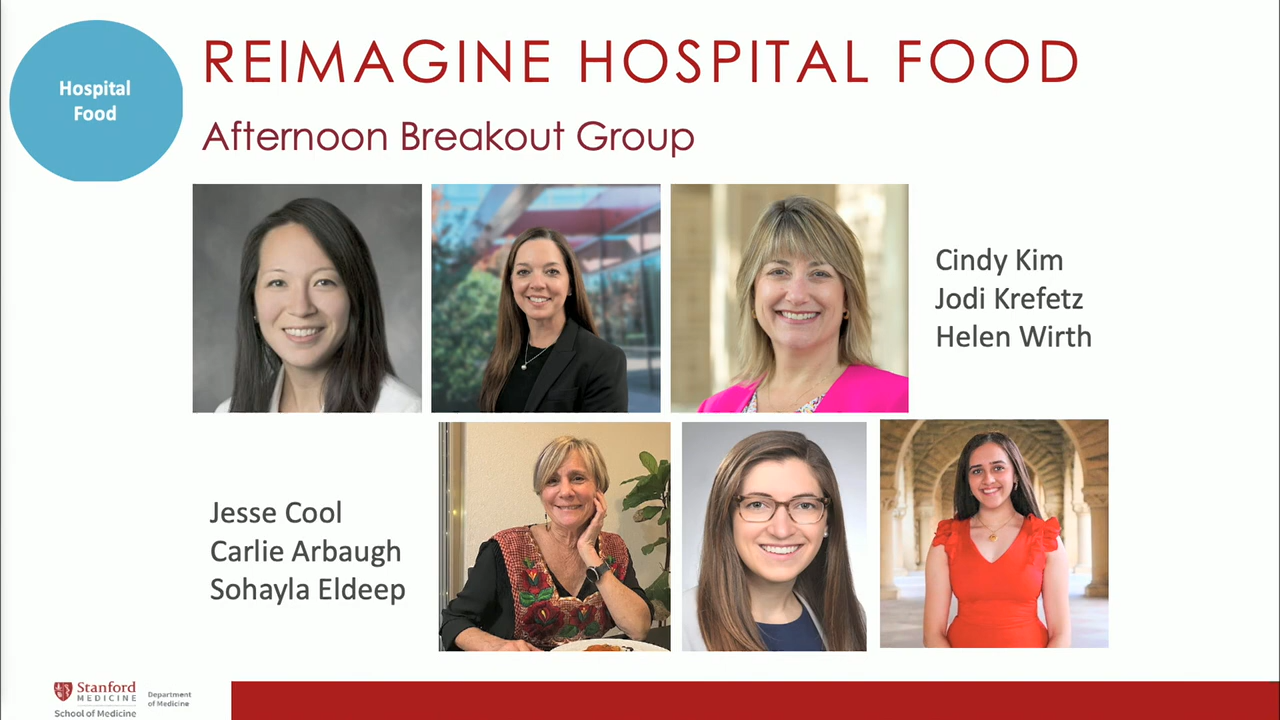 Hospital
Food
REIMAGINE HOSPITAL FOOD
Afternoon Breakout Group
Cindy Kim
Jodi Krefetz
Helen Wirth
Jesse Cool
Carlie Arbaugh
Sohayla Eldeep
Stanford
MEDICINE
School of Medicine
Department
of Medicine